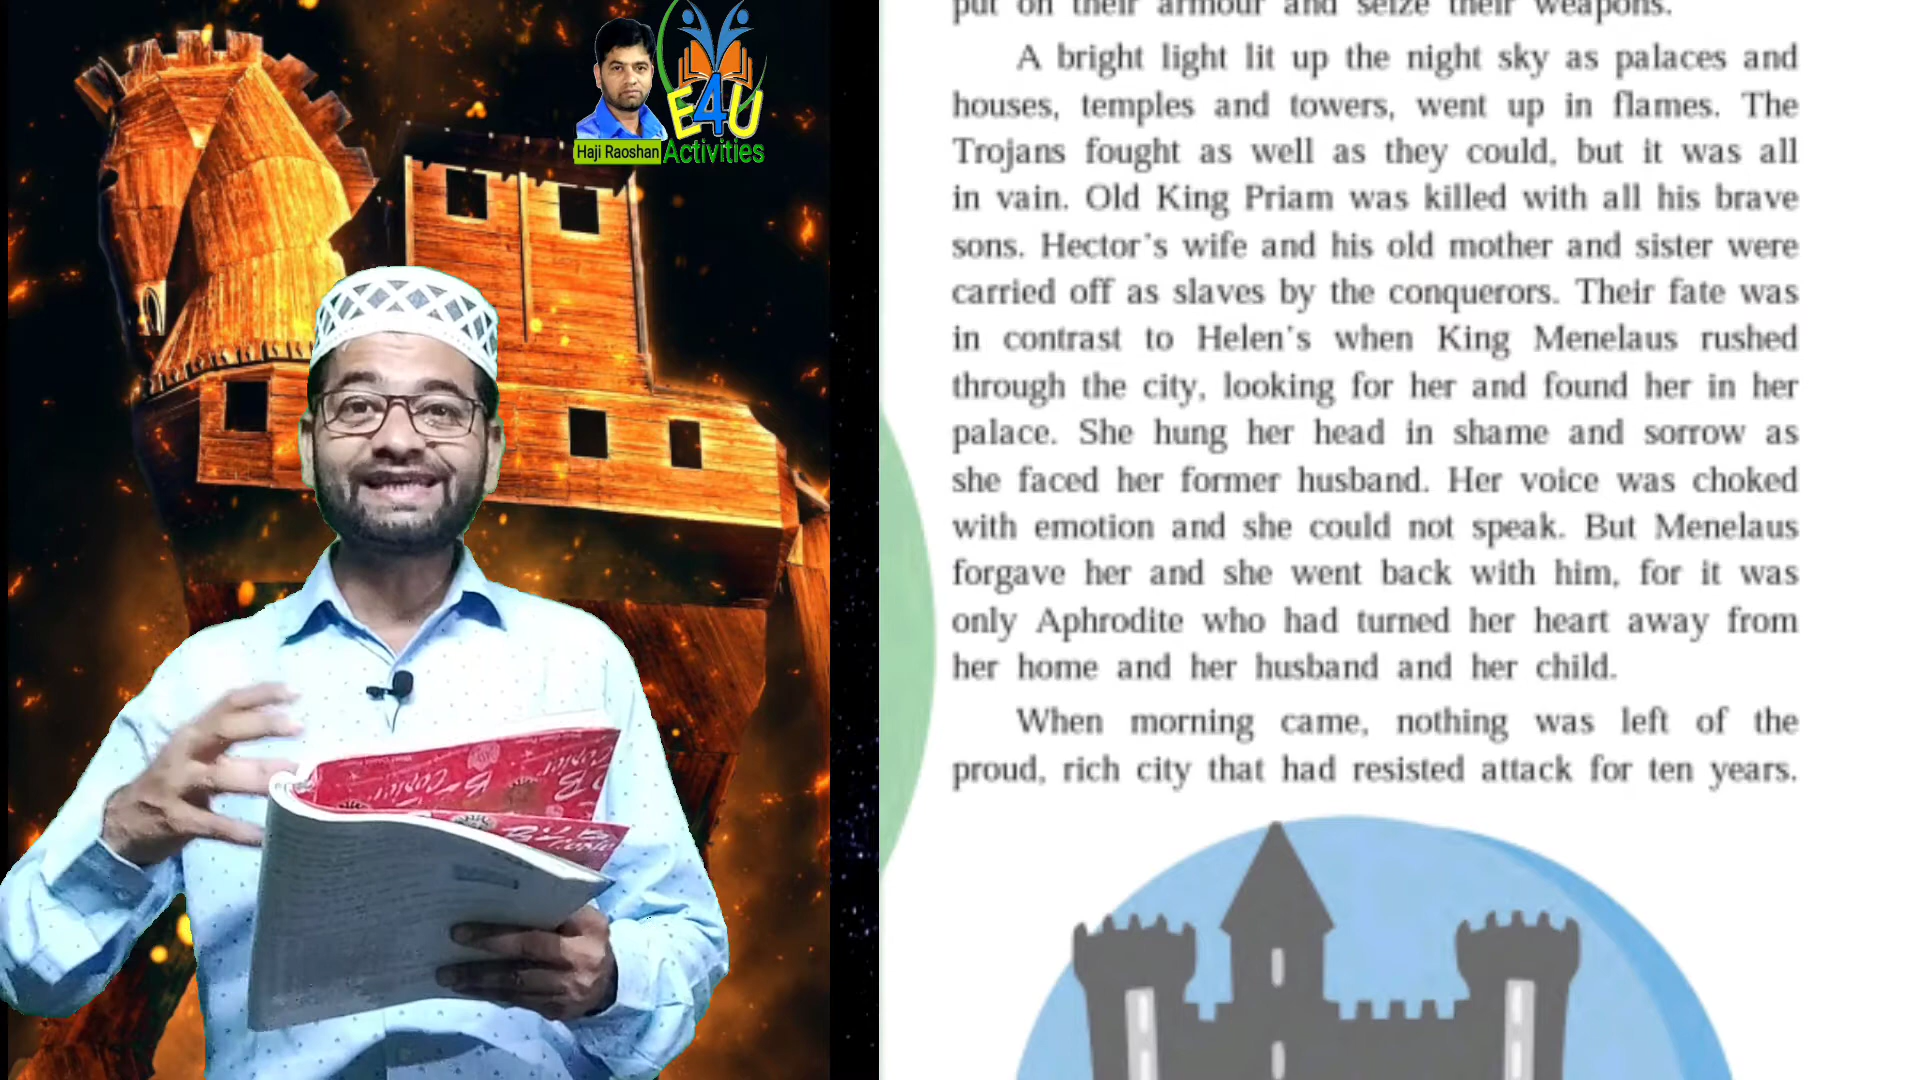 E4U
Haji Raoshan Activities
put on their armour and seize their weapons.
A bright light lit up the night sky as palaces and
houses, temples and towers, went up in flames. The
Trojans fought as well as they could, but it was all
in vain. Old King Priam was killed with all his brave
sons. Hector's wife and his old mother and sister were
carried off as slaves by the conquerors. Their fate was
in contrast to Helen's when King Menelaus rushed
through the city, looking for her and found her in her
palace. She hung her head in shame and sorrow as
she faced her former husband. Her voice was choked
with emotion and she could not speak. But Menelaus
forgave her and she went back with him, for it was
only Aphrodite who had turned her heart away from
her home and her husband and her child.
When morning came, nothing was left of the
proud, rich city that had resisted attack for ten years.